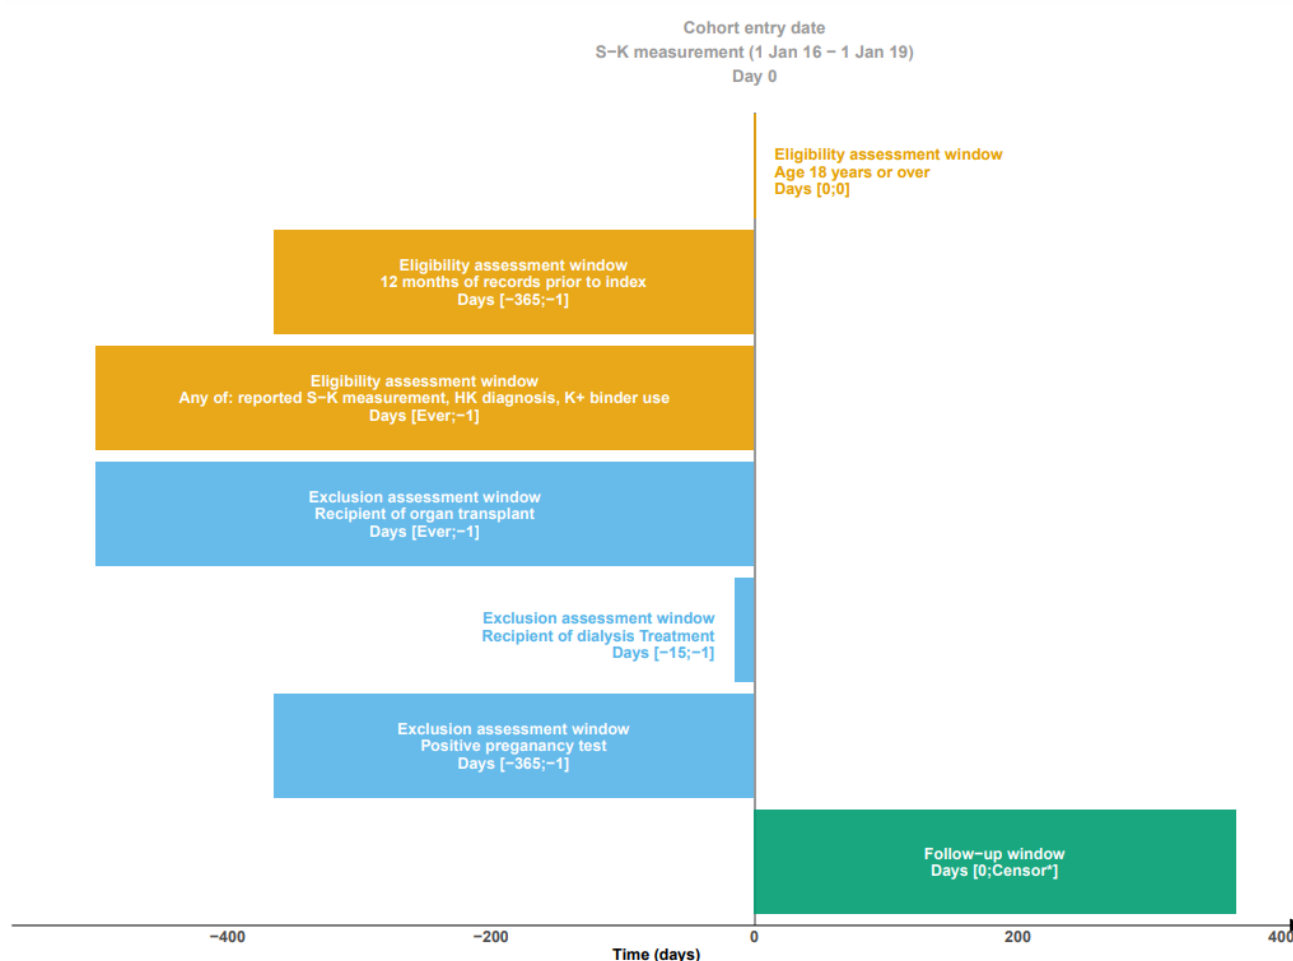 Cohort entry date
S−K measurement (1 Jan 16 − 1 Jan 19)
Day 0
Eligibility assessment window
Age 18 years or over
Days [0;0]
Eligibility assessment window
12 months of records prior to index
Days [−365;−1]
Eligibility assessment window
Any of: reported S−K measurement, HK diagnosis, K+ binder use
Days [Ever;−1]
Exclusion assessment window
Recipient of organ transplant
Days [Ever;−1]
Exclusion assessment window
Recipient of dialysis Treatment
Days [−15;−1]
Exclusion assessment window
Positive preganancy test
Days [−365;−1]
Follow−up window
Days [0;Censor*]
−400 −200 0 200 400
Time (days)